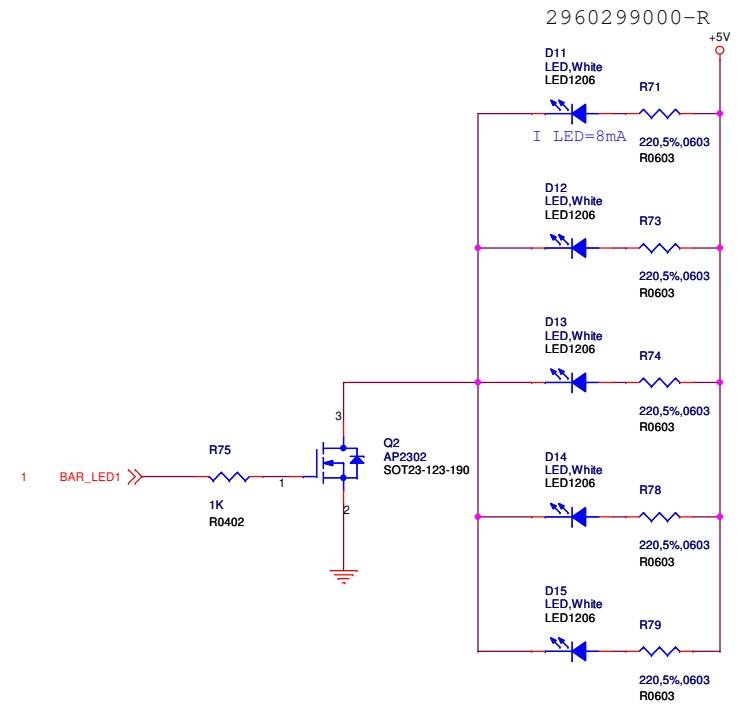 2960299000-R
+5V
D11
LED,White
LED1206
R71
I LED=8mA
220,5%,0603
R0603
D12
LED,White
LED1206
R73
220,5%,0603
R0603
D13
LED,White
LED1206
R74
220,5%,0603
R0603
3
Q2
AP2302
SOT23-123-190
R75
1
BAR_LED1
1
1K
R0402
2
D14
LED,White
LED1206
R78
220,5%,0603
R0603
D15
LED,White
LED1206
R79
220,5%,0603
R0603